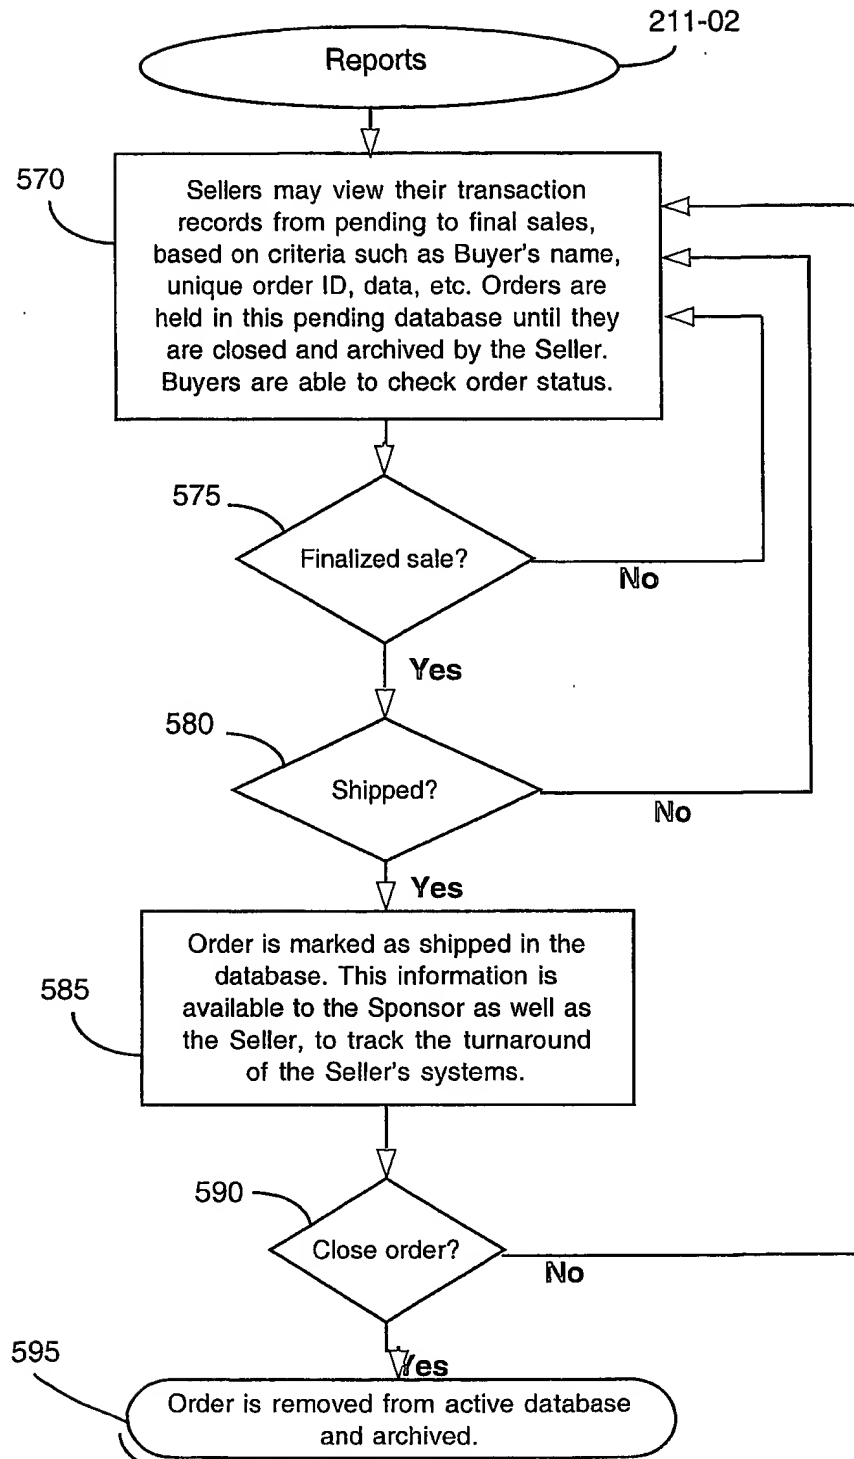 211-02
Reports
570
Sellers may view their transaction
records from pending to final sales,
based on criteria such as Buyer's name,
unique order ID, data, etc. Orders are
held in this pending database until they
are closed and archived by the Seller.
Buyers are able to check order status.
575
Finalized sale?
No
Yes
580
Shipped?
No
Yes
585
Order is marked as shipped in the
database. This information is
available to the Sponsor as well as
the Seller, to track the turnaround
of the Seller's systems.
590
Close order?
No
Yes
595
Order is removed from active database
and archived.